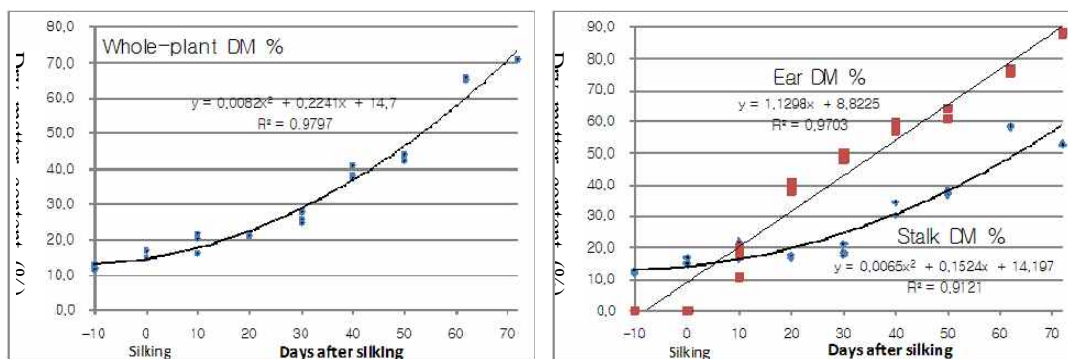 80,0
70,0
60,0
50,0
40,0
30,0
20,0
10,0
0,0
Whole-plant DM %
y = 0,0082x² + 0,2241x + 14,7
R² = 0,9797
-10 0 10 20 30 40 50 60 70
Silking Days after silking
90,0
80,0
70,0
60,0
50,0
40,0
30,0
20,0
10,0
0,0
Ear DM %
y = 1,1298x + 8,8225
R² = 0,9703
Stalk DM %
y = 0,0065x² + 0,1524x + 14,197
R² = 0,9121
-10 0 10 20 30 40 50 60 70
Silking Days after silking